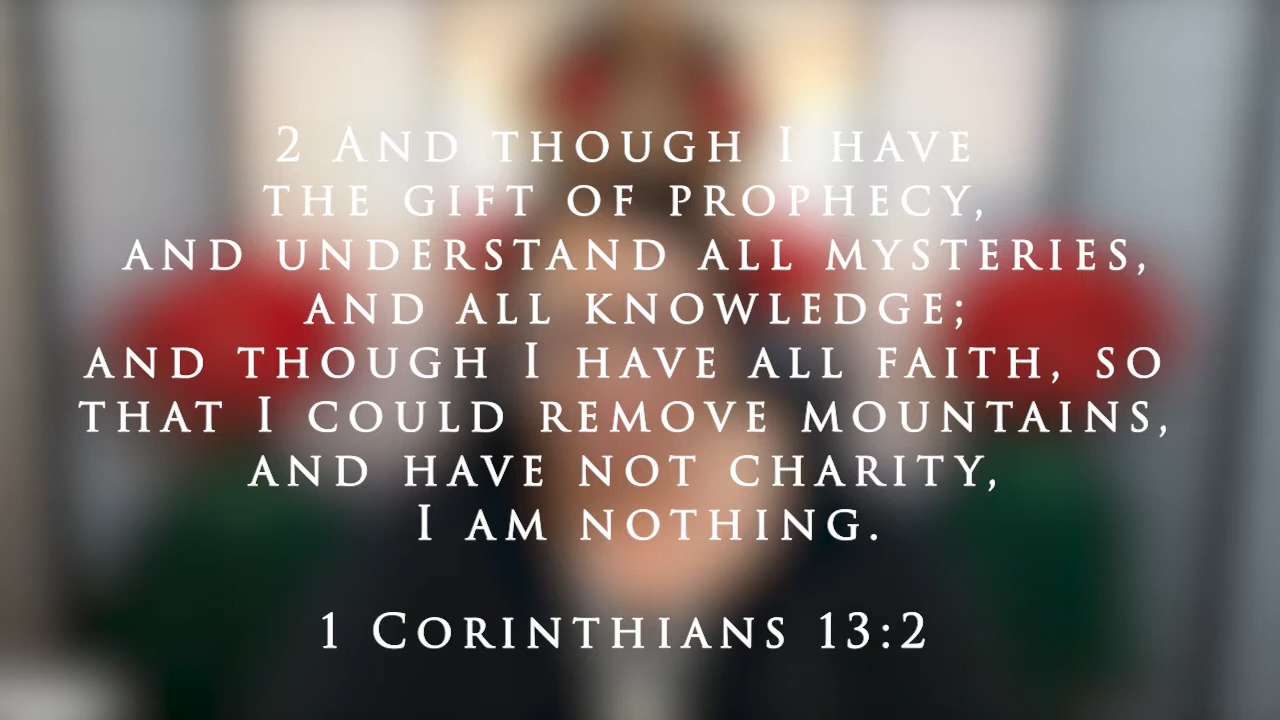 2 And though I have
the gift of prophecy,
and understand all mysteries,
and all knowledge;
and though I have all faith, so
that I could remove mountains,
and have not charity,
I am nothing.
1 Corinthians 13:2